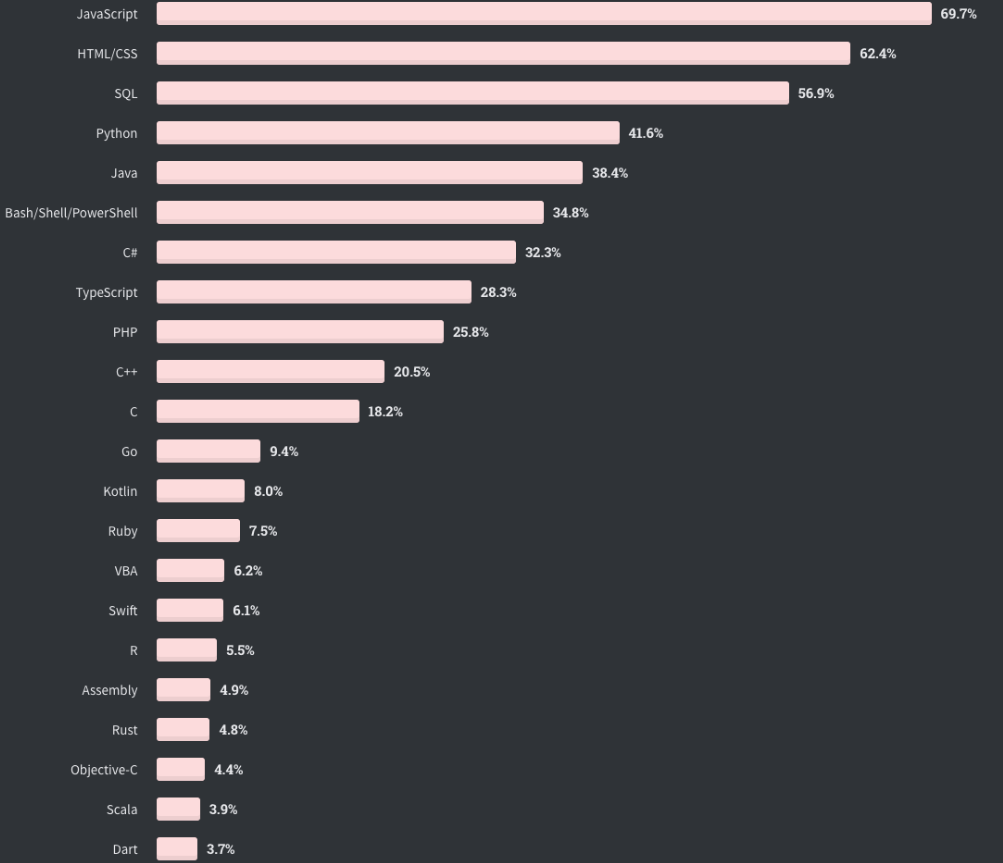 JavaScript 69.7%
HTML/CSS 62.4%
SQL 56.9%
Python 41.6%
Java 38.4%
Bash/Shell/PowerShell 34.8%
C# 32.3%
TypeScript 28.3%
PHP 25.8%
C++ 20.5%
C 18.2%
Go 9.4%
Kotlin 8.0%
Ruby 7.5%
VBA 6.2%
Swift 6.1%
R 5.5%
Assembly 4.9%
Rust 4.8%
Objective-C 4.4%
Scala 3.9%
Dart 3.7%